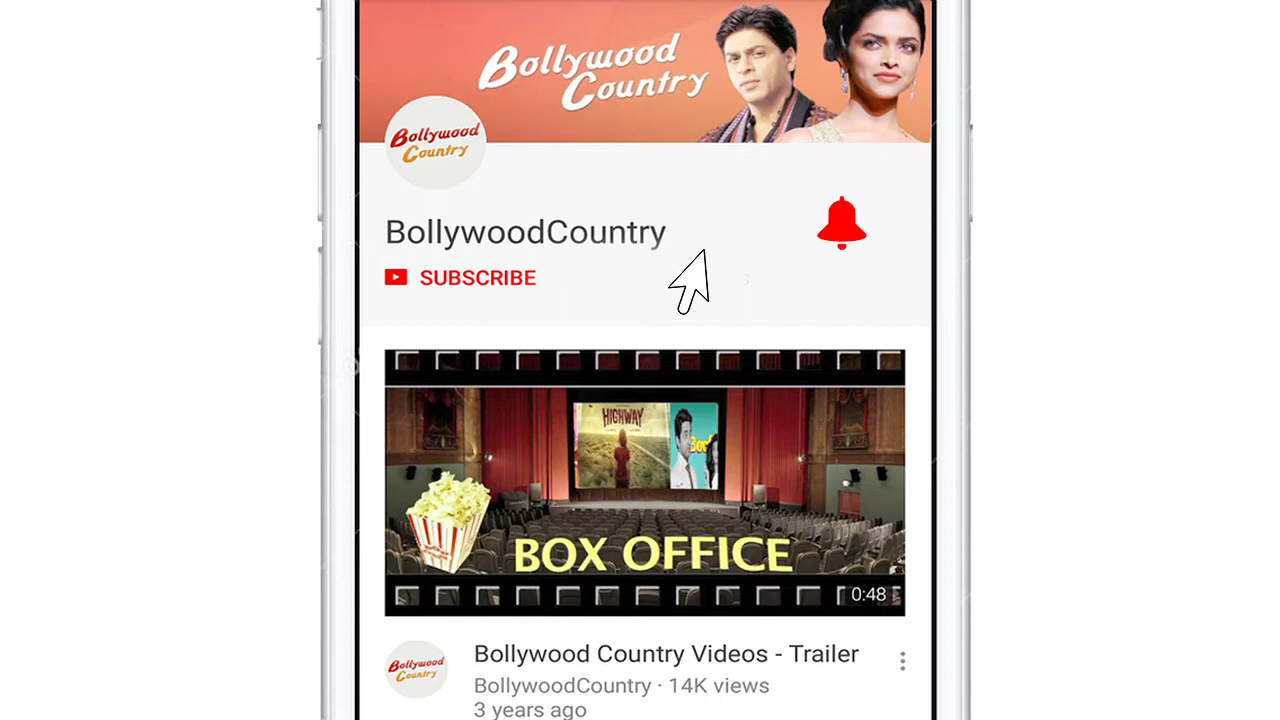 Bollywood
Country
Bollywood
Country
BollywoodCountry
SUBSCRIBE
HIGHWAY
BOX OFFICE
0:48
Bollywood Country Videos - Trailer
Bollywood
Country
BollywoodCountry · 14K views
3 years ago